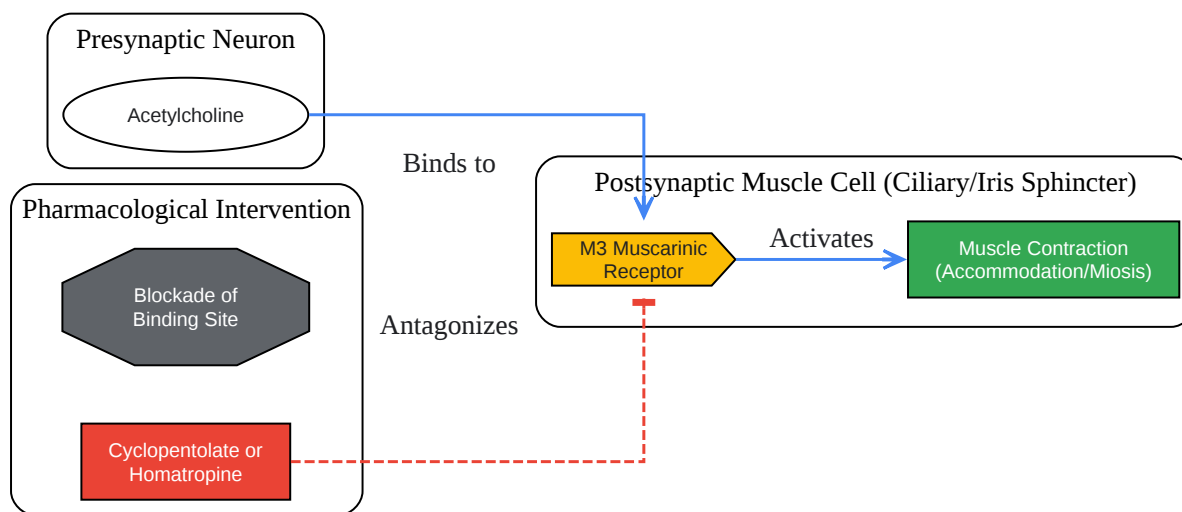 Presynaptic Neuron
Acetylcholine
Binds to
Pharmacological Intervention
Blockade of
Binding Site
Antagonizes
Cyclopentolate or
Homatropine
Postsynaptic Muscle Cell (Ciliary/Iris Sphincter)
M3 Muscarinic
Receptor
Activates
Muscle Contraction
(Accommodation/Miosis)